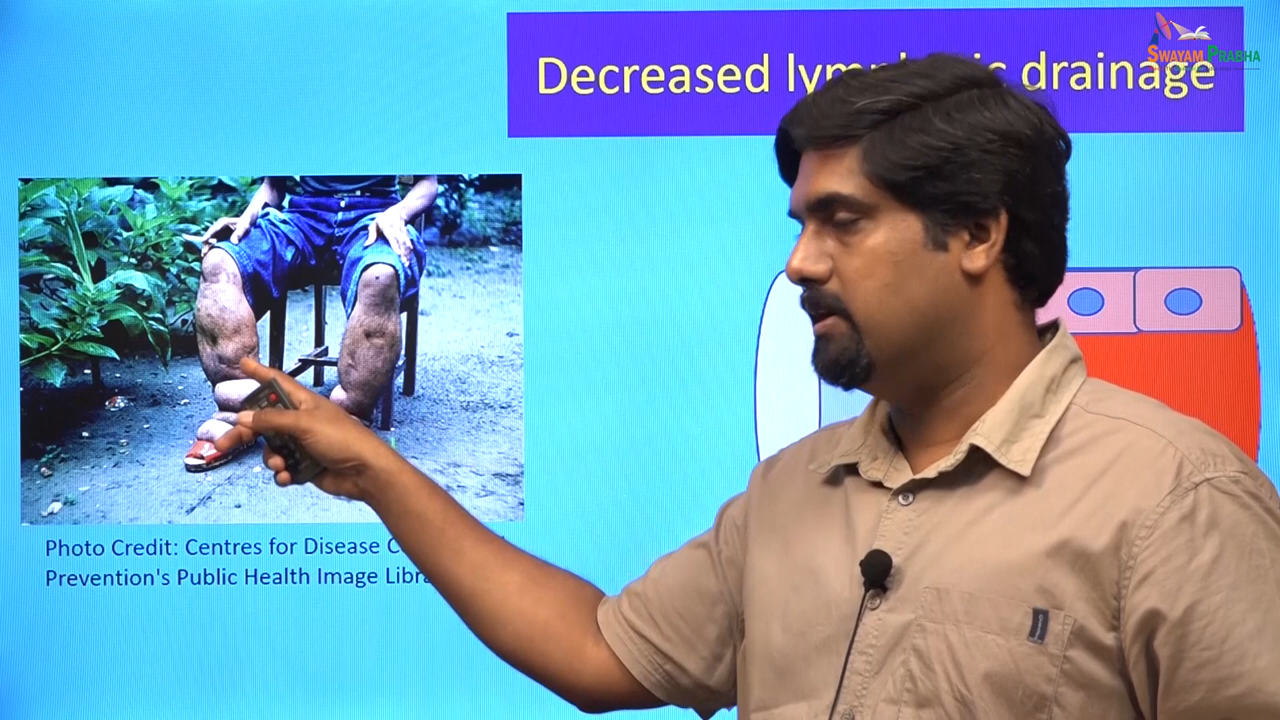 Decreased drainage
SWAYAM PRABHA
Photo Credit: Centres for Disease
Prevention's Public Health Image